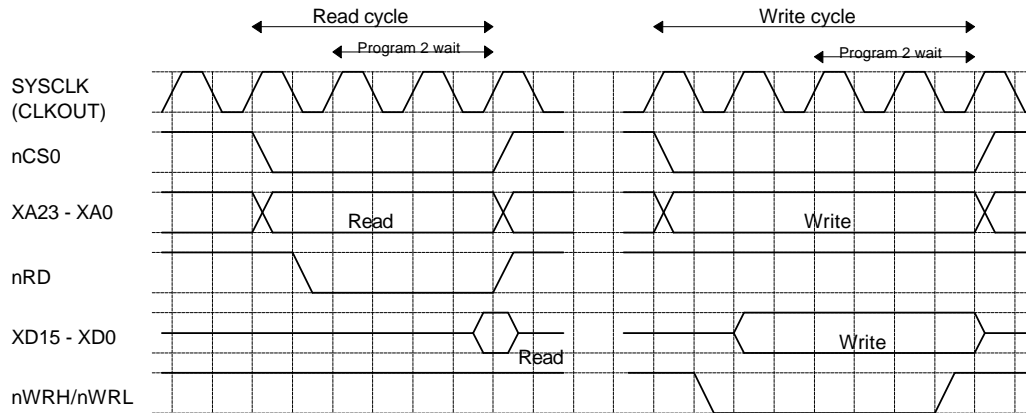 Read cycle
Write cycle
Program 2 wait
Program 2 wait
SYSCLK
(CLKOUT)
nCS0
XA23 - XA0
Read
Write
nRD
XD15 - XD0
Read
Write
nWRH/nWRL